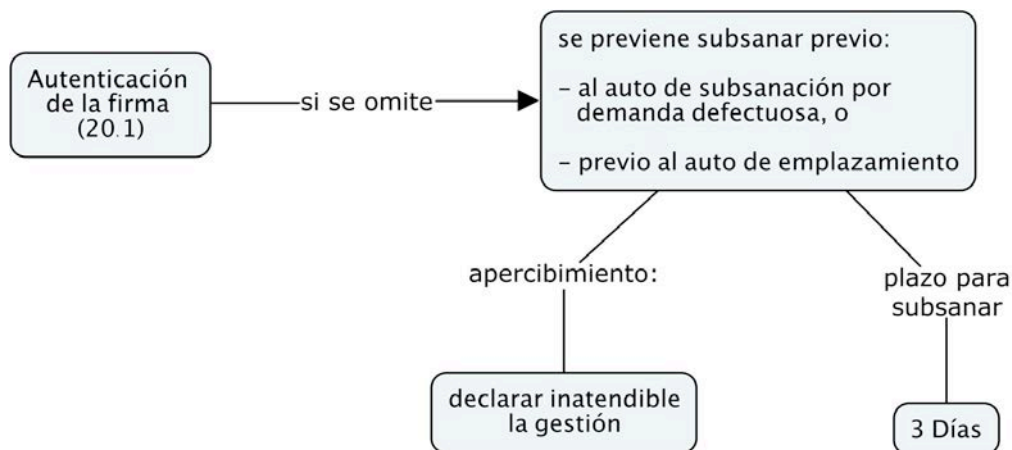 Autenticación
de la firma
(20.1)
si se omite
se previene subsanar previo:
– al auto de subsanación por
demanda defectuosa, o
– previo al auto de emplazamiento
apercibimiento:
plazo para
subsanar
declarar inatendible
la gestión
3 Días